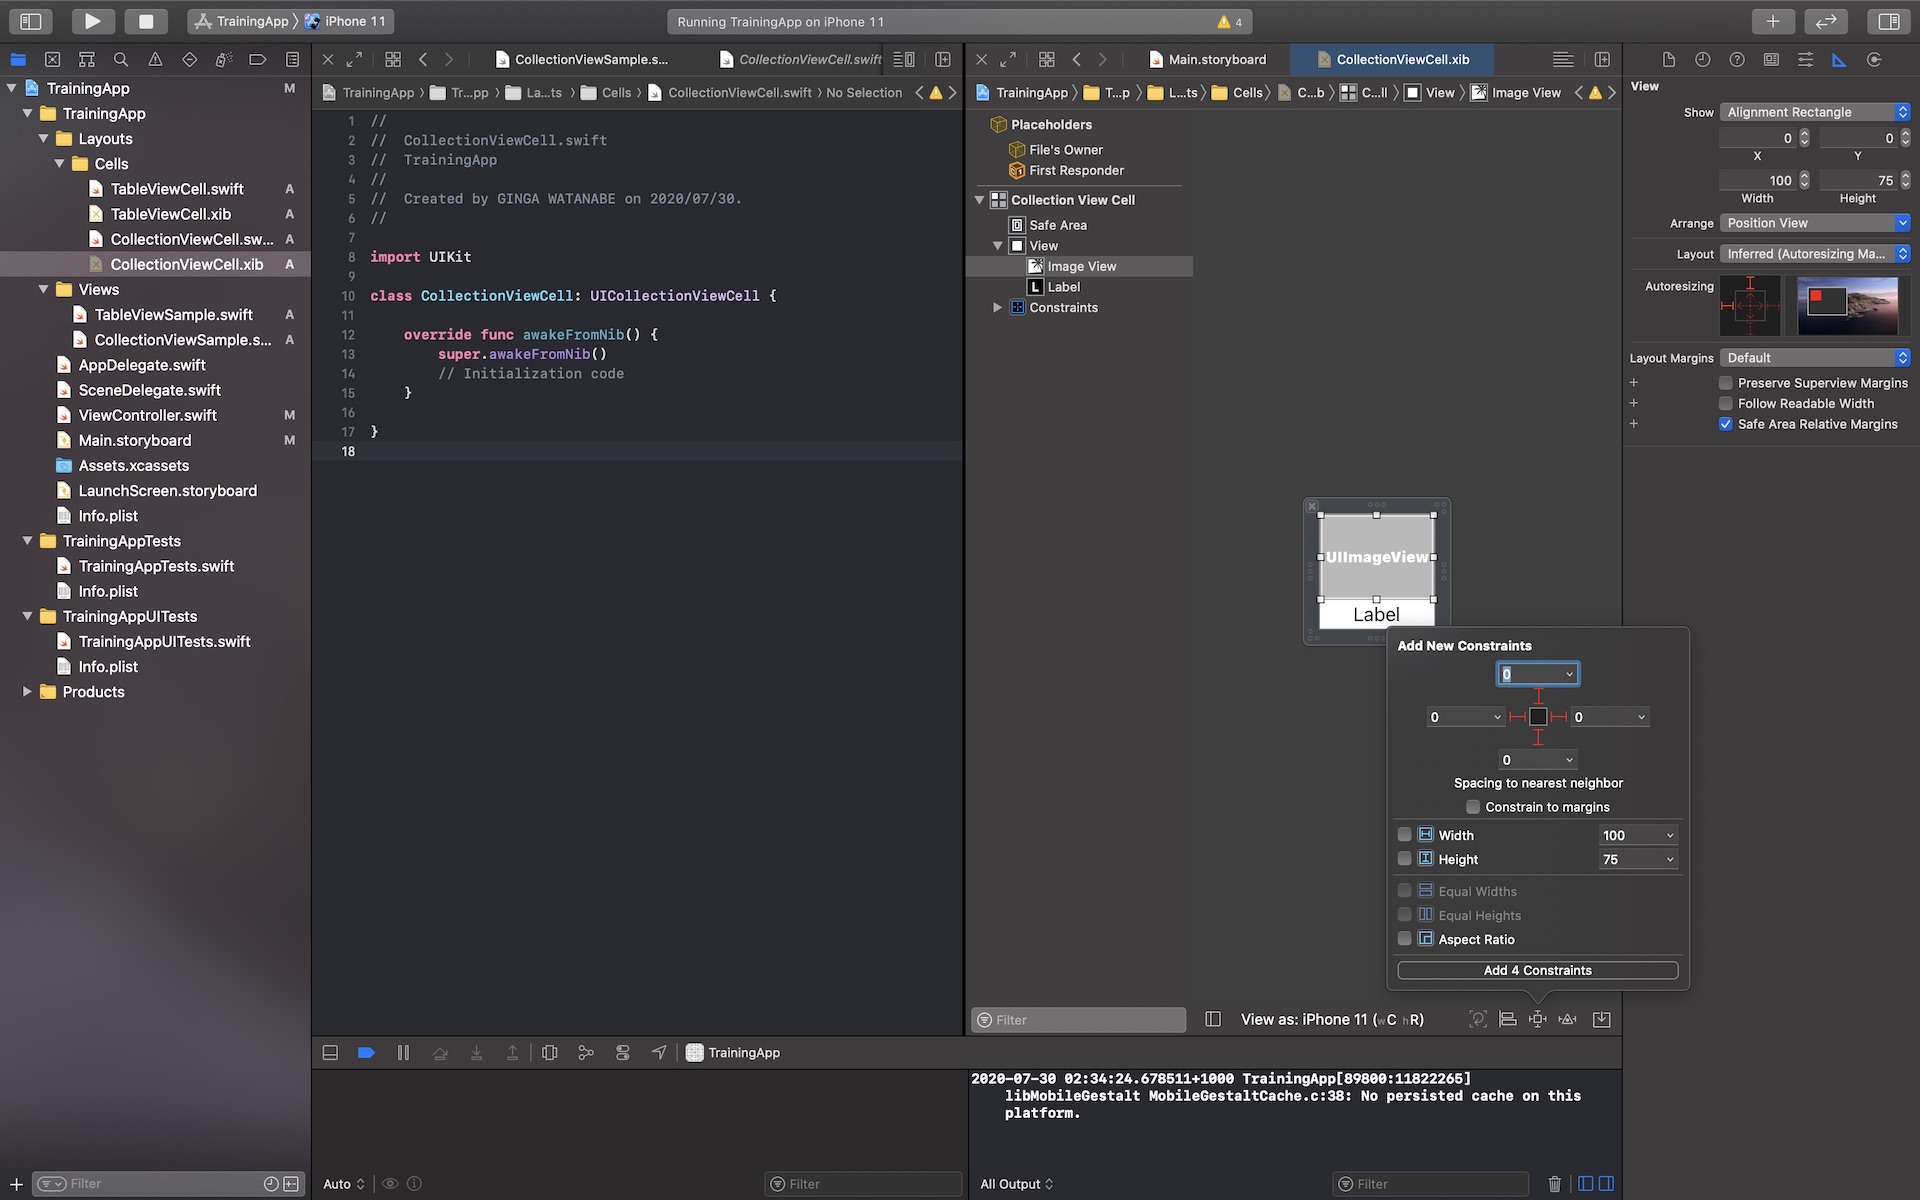 TrainingApp 〉 iPhone 11
Running TrainingApp on iPhone 11
4
TrainingApp M
TrainingApp
Layouts
Cells
TableViewCell.swift A
TableViewCell.xib A
CollectionViewCell.sw... A
CollectionViewCell.xib A
Views
TableViewSample.swift A
CollectionViewSample.s... A
AppDelegate.swift
SceneDelegate.swift
ViewController.swift M
Main.storyboard M
Assets.xcassets
LaunchScreen.storyboard
Info.plist
TrainingAppTests
TrainingAppTests.swift
Info.plist
TrainingAppUITests
TrainingAppUITests.swift
Info.plist
Products
Filter
CollectionViewSample.s... CollectionViewCell.swift
TrainingApp 〉 Tr...pp 〉 La...ts 〉 Cells 〉 CollectionViewCell.swift 〉 No Selection
1 //
2 // CollectionViewCell.swift
3 // TrainingApp
4 //
5 // Created by GINGA WATANABE on 2020/07/30.
6 //
7
8 import UIKit
9
10 class CollectionViewCell: UICollectionViewCell {
11
12 override func awakeFromNib() {
13 super.awakeFromNib()
14 // Initialization code
15 }
16
17 }
18
Main.storyboard CollectionViewCell.xib
TrainingApp 〉 T...p 〉 L...ts 〉 Cells 〉 C...b 〉 C...ll 〉 View 〉 Image View
Placeholders
File's Owner
First Responder
Collection View Cell
Safe Area
View
Image View
L Label
Constraints
UIImageView
Label
Add New Constraints
0
0 0
0
Spacing to nearest neighbor
Constrain to margins
Width 100
Height 75
Equal Widths
Equal Heights
Aspect Ratio
Add 4 Constraints
Filter
View as: iPhone 11 (wC hR)
View
Show Alignment Rectangle
0 0
X Y
100 75
Width Height
Arrange Position View
Layout Inferred (Autoresizing Ma...
Autoresizing
Layout Margins Default
+ Preserve Superview Margins
+ Follow Readable Width
+ Safe Area Relative Margins
TrainingApp
2020-07-30 02:34:24.678511+1000 TrainingApp[89800:11822265]
libMobileGestalt MobileGestaltCache.c:38: No persisted cache on this
platform.
Auto
Filter
All Output
Filter